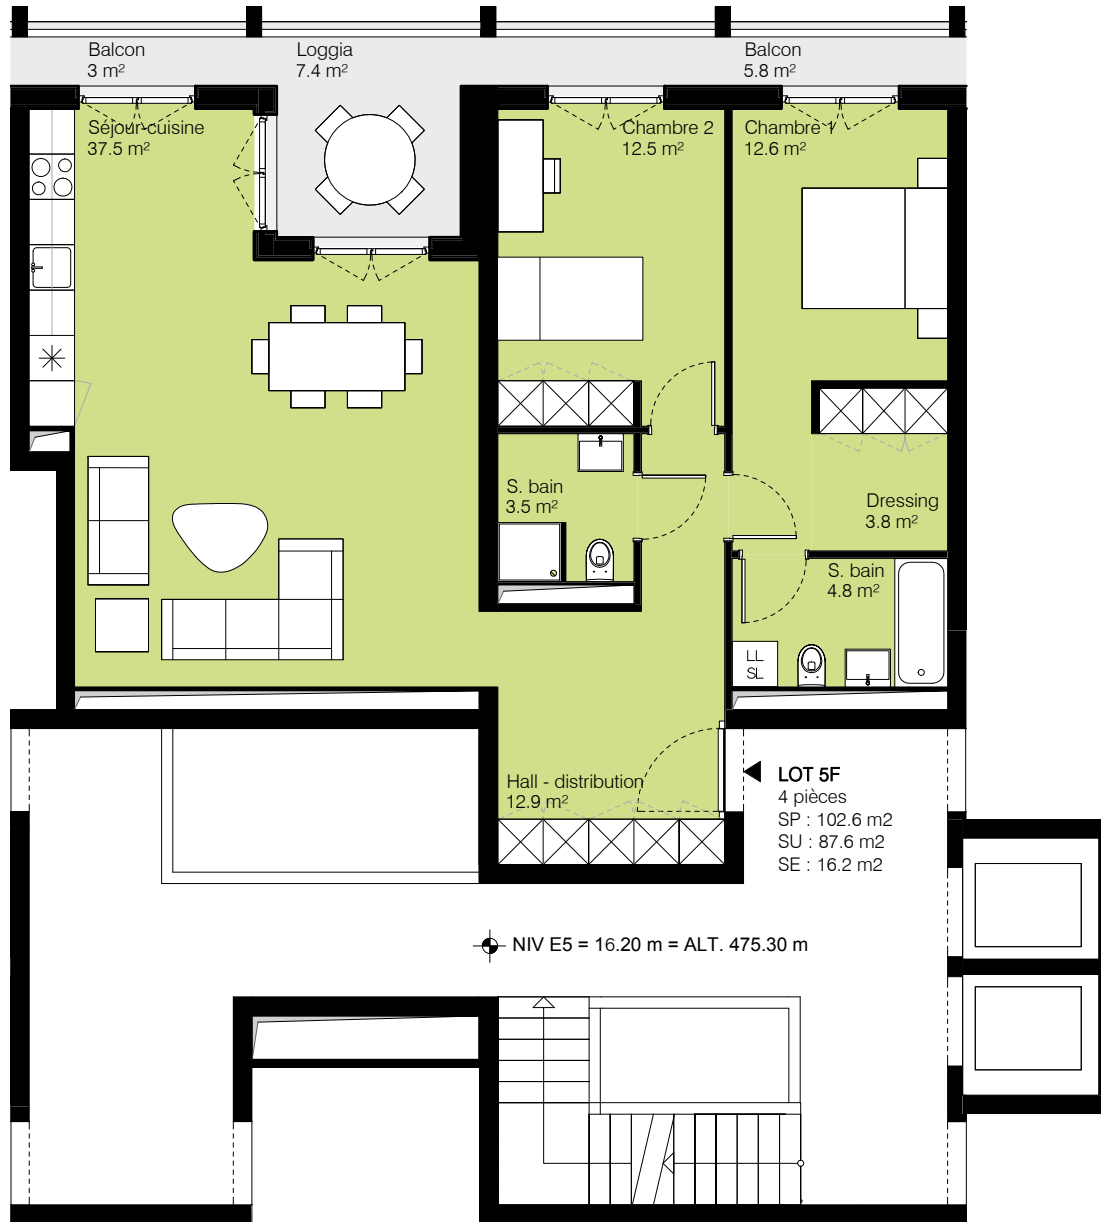 Balcon
3 m²
Loggia
7.4 m²
Balcon
5.8 m²
Séjour-cuisine
37.5 m²
Chambre 2
12.5 m²
Chambre 1
12.6 m²
S. bain
3.5 m²
Dressing
3.8 m²
S. bain
4.8 m²
LL
SL
Hall - distribution
12.9 m²
LOT 5F
4 pièces
SP : 102.6 m2
SU : 87.6 m2
SE : 16.2 m2
NIV E5 = 16.20 m = ALT. 475.30 m